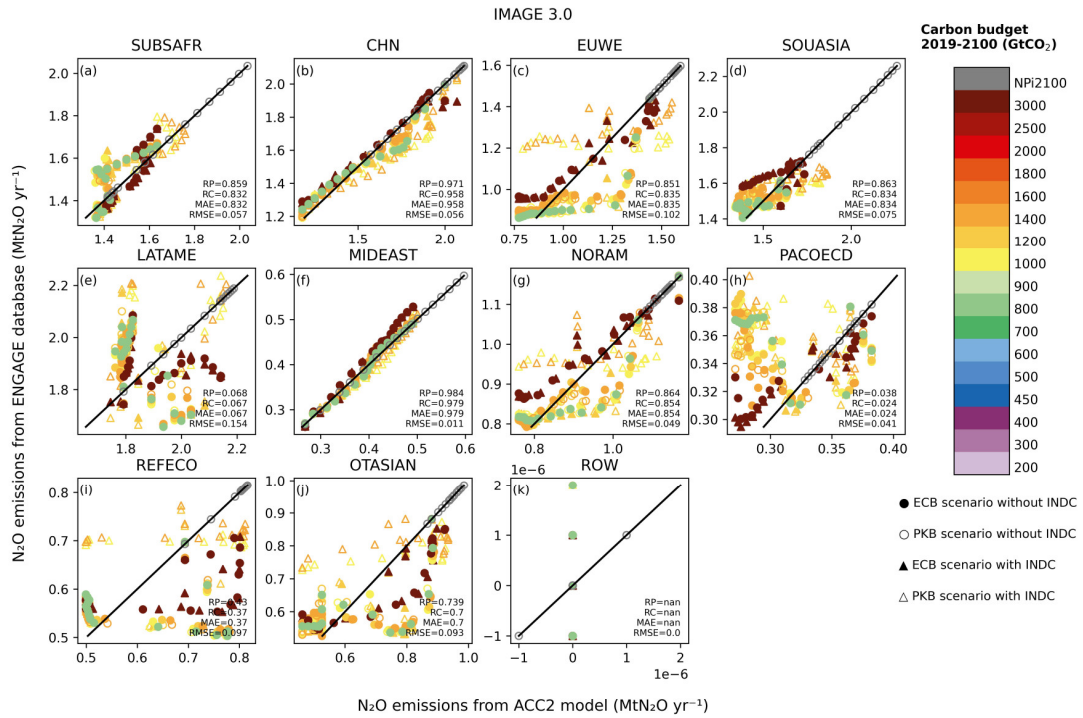 IMAGE 3.0
SUBSAFR
CHN
EUWE
SOUASIA
Carbon budget
2019-2100 (GtCO₂)
(a)
2.0
1.8
1.6
1.4
1.4
1.6
1.8
2.0
RP=0.859
RC=0.832
MAE=0.832
RMSE=0.057
(b)
2.0
1.8
1.6
1.4
1.2
1.5
2.0
RP=0.971
RC=0.958
MAE=0.958
RMSE=0.056
(c)
1.6
1.4
1.2
1.0
0.75
1.00
1.25
1.50
RP=0.851
RC=0.835
MAE=0.835
RMSE=0.102
(d)
2.2
2.0
1.8
1.6
1.4
1.5
2.0
RP=0.863
RC=0.834
MAE=0.834
RMSE=0.075
LATAME
MIDEAST
NORAM
PACOECD
(e)
2.2
2.0
1.8
1.8
2.0
2.2
RP=0.068
RC=0.067
MAE=0.067
RMSE=0.154
(f)
0.6
0.5
0.4
0.3
0.3
0.4
0.5
0.6
RP=0.984
RC=0.979
MAE=0.979
RMSE=0.011
(g)
1.1
1.0
0.9
0.8
0.8
1.0
RP=0.864
RC=0.854
MAE=0.854
RMSE=0.049
(h)
0.40
0.38
0.36
0.34
0.32
0.30
0.30
0.35
0.40
RP=0.038
RC=0.024
MAE=0.024
RMSE=0.041
REFECO
OTASIAN
ROW
(i)
0.8
0.7
0.6
0.5
0.5
0.6
0.7
0.8
RC=0.37
MAE=0.37
RMSE=0.097
(j)
1.0
0.9
0.8
0.7
0.6
0.6
0.8
1.0
RP=0.739
RC=0.7
MAE=0.7
RMSE=0.093
1e−6
(k)
2
1
0
−1
−1
0
1
2
1e−6
RP=nan
RC=nan
MAE=nan
RMSE=0.0
N₂O emissions from ENGAGE database (MtN₂O yr⁻¹)
N₂O emissions from ACC2 model (MtN₂O yr⁻¹)
NPi2100
3000
2500
2000
1800
1600
1400
1200
1000
900
800
700
600
500
450
400
300
200
ECB scenario without INDC
PKB scenario without INDC
ECB scenario with INDC
PKB scenario with INDC